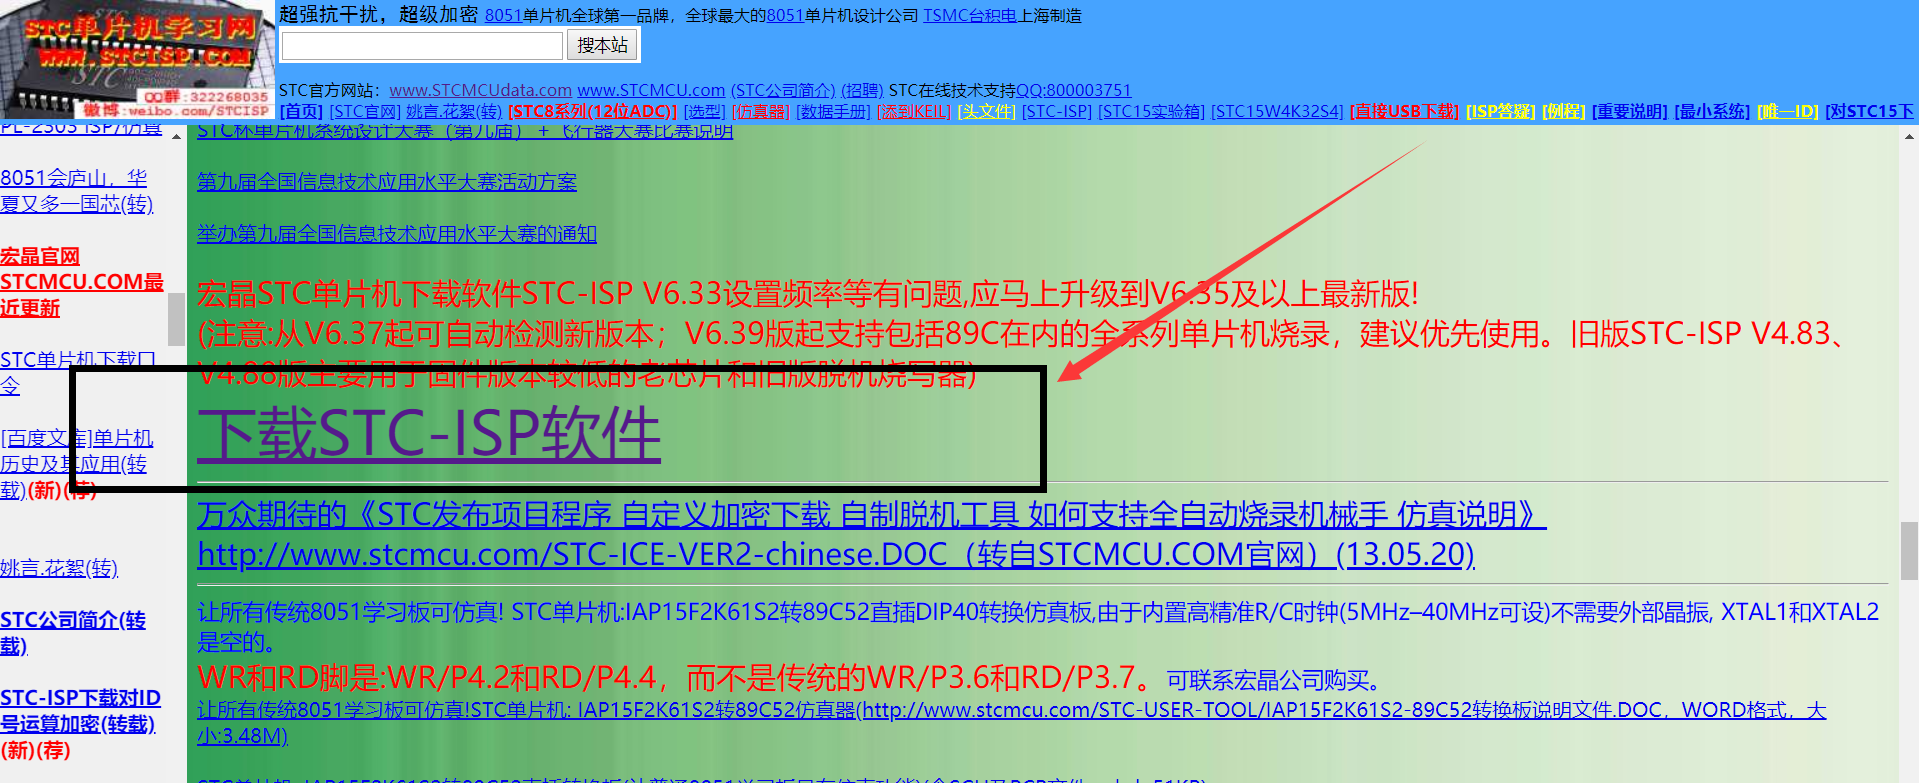 STC单片机学习网
www.STCISP.COM
QQ群:322268035
微博:weibo.com/STCISP
超强抗干扰，超级加密 8051单片机全球第一品牌，全球最大的8051单片机设计公司 TSMC台积电上海制造
搜本站
STC官方网站：www.STCMCUdata.com www.STCMCU.com (STC公司简介) (招聘) STC在线技术支持QQ:800003751
[首页] [STC官网] 姚言.花絮(转) [STC8系列(12位ADC)] [选型] [仿真器] [数据手册] [添到KEIL] [头文件] [STC-ISP] [STC15实验箱] [STC15W4K32S4] [直接USB下载] [ISP答疑] [例程] [重要说明] [最小系统] [唯一ID] [对STC15下
PL-2303 ISP/仿真
8051会庐山，华
夏又多一国芯(转)
宏晶官网
STCMCU.COM最
近更新
STC单片机下载口
令
[百度文库]单片机
历史及其应用(转
载)(新)(荐)
姚言.花絮(转)
STC公司简介(转
载)
STC-ISP下载对ID
号运算加密(转载)
(新)(荐)
STC杯单片机系统设计大赛（第九届）+ 飞行器大赛比赛说明
第九届全国信息技术应用水平大赛活动方案
举办第九届全国信息技术应用水平大赛的通知
宏晶STC单片机下载软件STC-ISP V6.33设置频率等有问题,应马上升级到V6.35及以上最新版!
(注意:从V6.37起可自动检测新版本；V6.39版起支持包括89C在内的全系列单片机烧录，建议优先使用。旧版STC-ISP V4.83、
V4.88版主要用于固件版本较低的老芯片和旧版脱机烧写器)
下载STC-ISP软件
万众期待的《STC发布项目程序 自定义加密下载 自制脱机工具 如何支持全自动烧录机械手 仿真说明》
http://www.stcmcu.com/STC-ICE-VER2-chinese.DOC（转自STCMCU.COM官网）(13.05.20)
让所有传统8051学习板可仿真! STC单片机:IAP15F2K61S2转89C52直插DIP40转换仿真板,由于内置高精准R/C时钟(5MHz–40MHz可设)不需要外部晶振, XTAL1和XTAL2
是空的。
WR和RD脚是:WR/P4.2和RD/P4.4，而不是传统的WR/P3.6和RD/P3.7。可联系宏晶公司购买。
让所有传统8051学习板可仿真!STC单片机: IAP15F2K61S2转89C52仿真器(http://www.stcmcu.com/STC-USER-TOOL/IAP15F2K61S2-89C52转换板说明文件.DOC，WORD格式，大
小:3.48M)